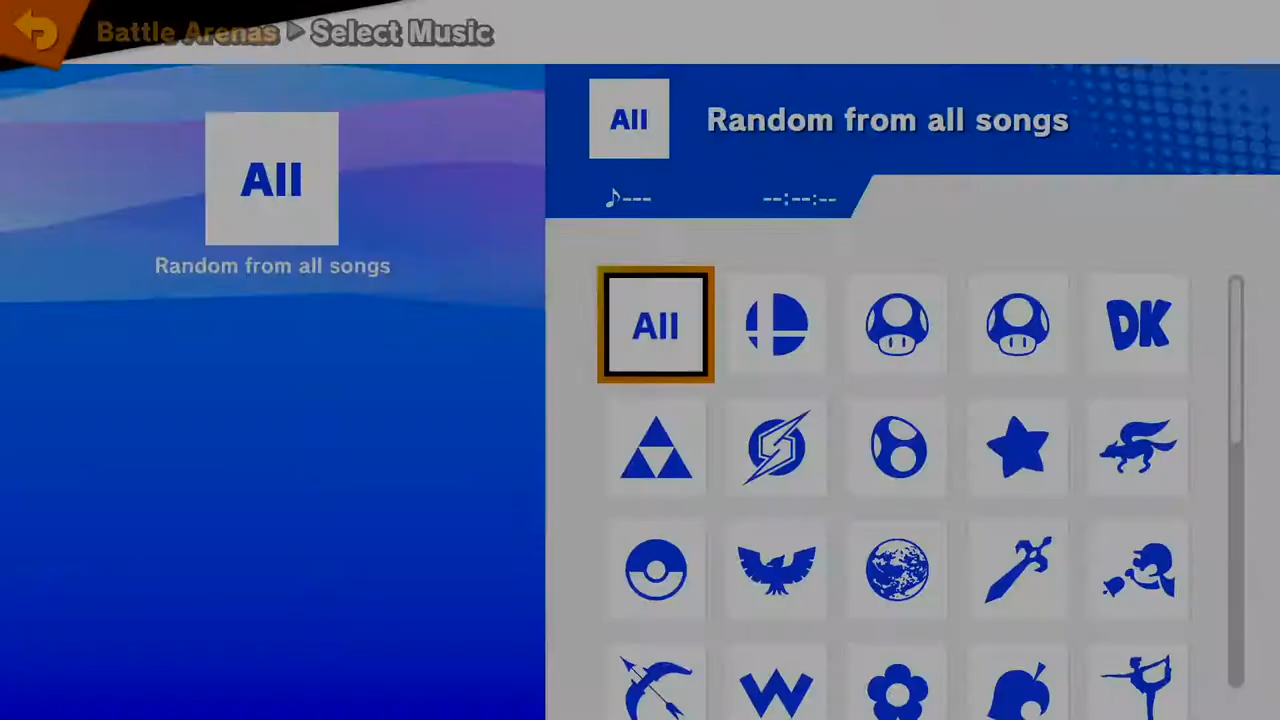 Battle Arenas ▶ Select Music
All
Random from all songs
All
Random from all songs
♪--- --:--:--
All
DK
W